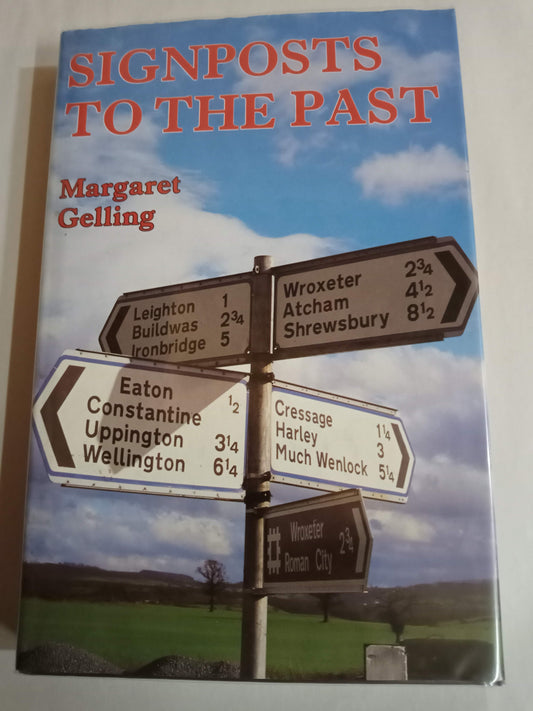 SIGNPOSTS
TO THE PAST
Margaret
Gelling
Leighton 1
Buildwas 2¾
Ironbridge 5
Wroxeter 2¾
Atcham 4½
Shrewsbury 8½
Eaton
Constantine ½
Uppington 3¼
Wellington 6¼
Cressage 1¼
Harley 3
Much Wenlock 5¼
Wroxeter
Roman City 2¾